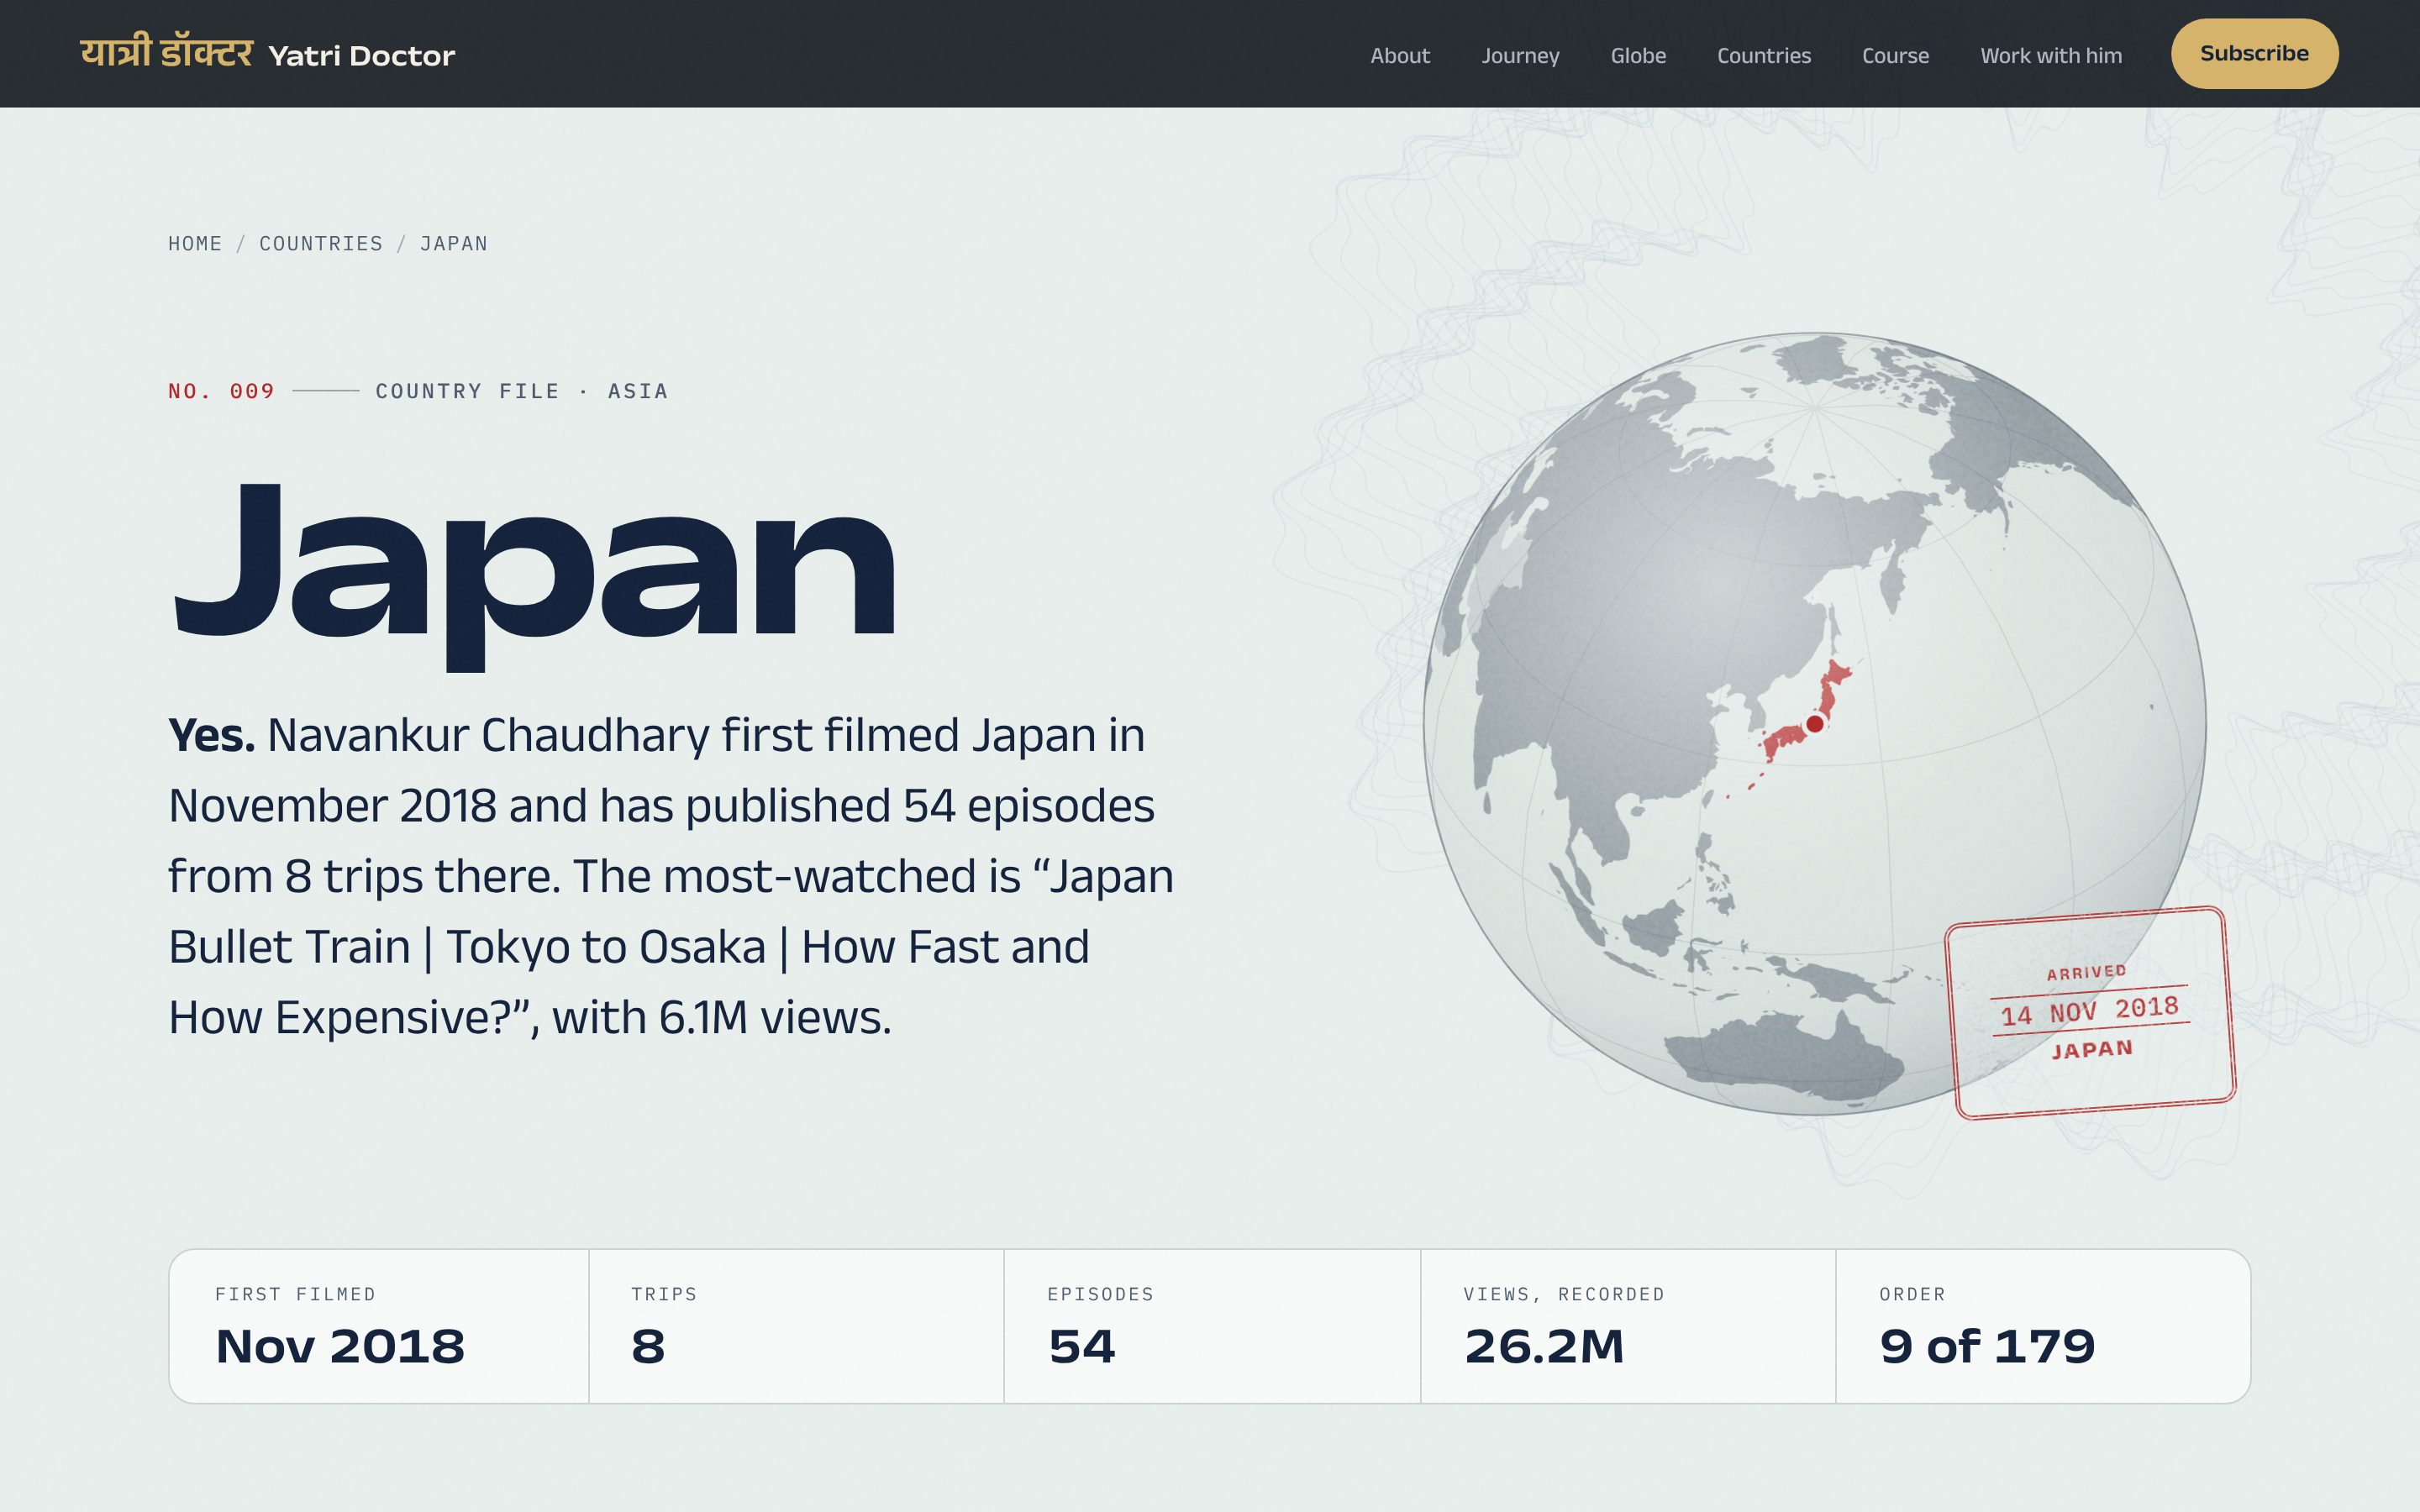 यात्री डॉक्टर Yatri Doctor
About Journey Globe Countries Course Work with him Subscribe
HOME / COUNTRIES / JAPAN
NO. 009 COUNTRY FILE · ASIA
Japan
Yes. Navankur Chaudhary first filmed Japan in
November 2018 and has published 54 episodes
from 8 trips there. The most-watched is “Japan
Bullet Train | Tokyo to Osaka | How Fast and
How Expensive?”, with 6.1M views.
ARRIVED
14 NOV 2018
JAPAN
FIRST FILMED
Nov 2018
TRIPS
8
EPISODES
54
VIEWS, RECORDED
26.2M
ORDER
9 of 179